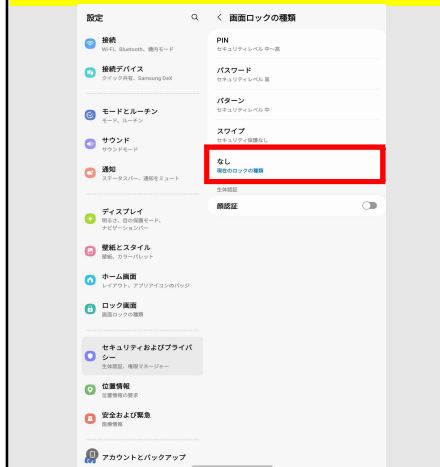 設定
接続
Wi-Fi、Bluetooth、機内モード
接続デバイス
クイック共有、Samsung DeX
モードとルーチン
モード、ルーチン
サウンド
サウンドモード
通知
ステータスバー、通知をミュート
ディスプレイ
明るさ、目の保護モード、
ナビゲーションバー
壁紙とスタイル
壁紙、カラーパレット
ホーム画面
レイアウト、アプリアイコンのバッジ
ロック画面
画面ロックの種類
セキュリティおよびプライバ
シー
生体認証、権限マネージャー
位置情報
位置情報の要求
安全および緊急
医療情報
アカウントとバックアップ
画面ロックの種類
PIN
セキュリティレベル 中~高
パスワード
セキュリティレベル 高
パターン
セキュリティレベル 中
スワイプ
セキュリティ保護なし
なし
現在のロックの種類
生体認証
顔認証